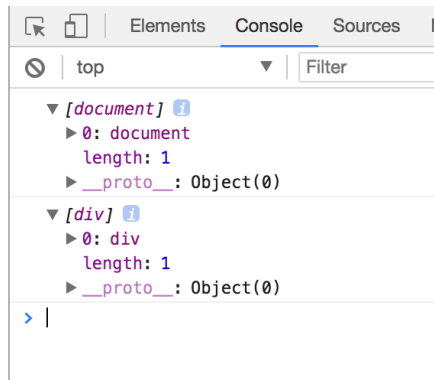 Elements Console Sources
top Filter
[document] i
0: document
length: 1
__proto__: Object(0)
[div] i
0: div
length: 1
__proto__: Object(0)